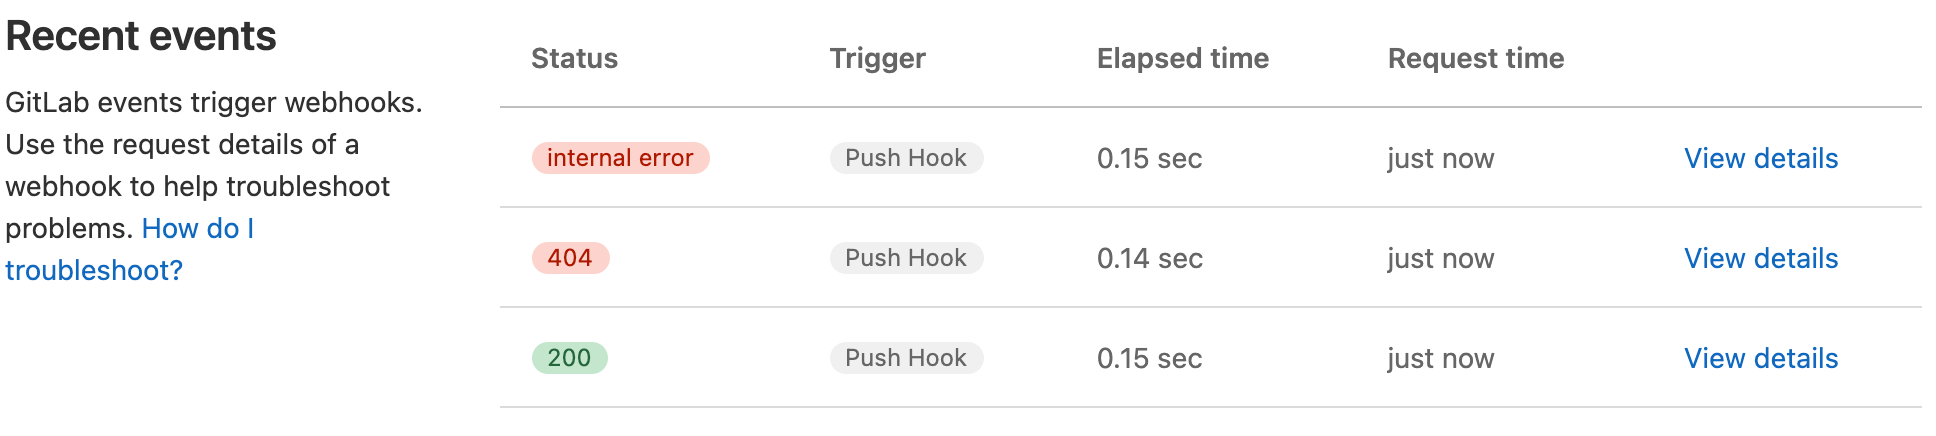 Recent events
GitLab events trigger webhooks.
Use the request details of a
webhook to help troubleshoot
problems. How do I
troubleshoot?
Status Trigger Elapsed time Request time
internal error Push Hook 0.15 sec just now View details
404 Push Hook 0.14 sec just now View details
200 Push Hook 0.15 sec just now View details